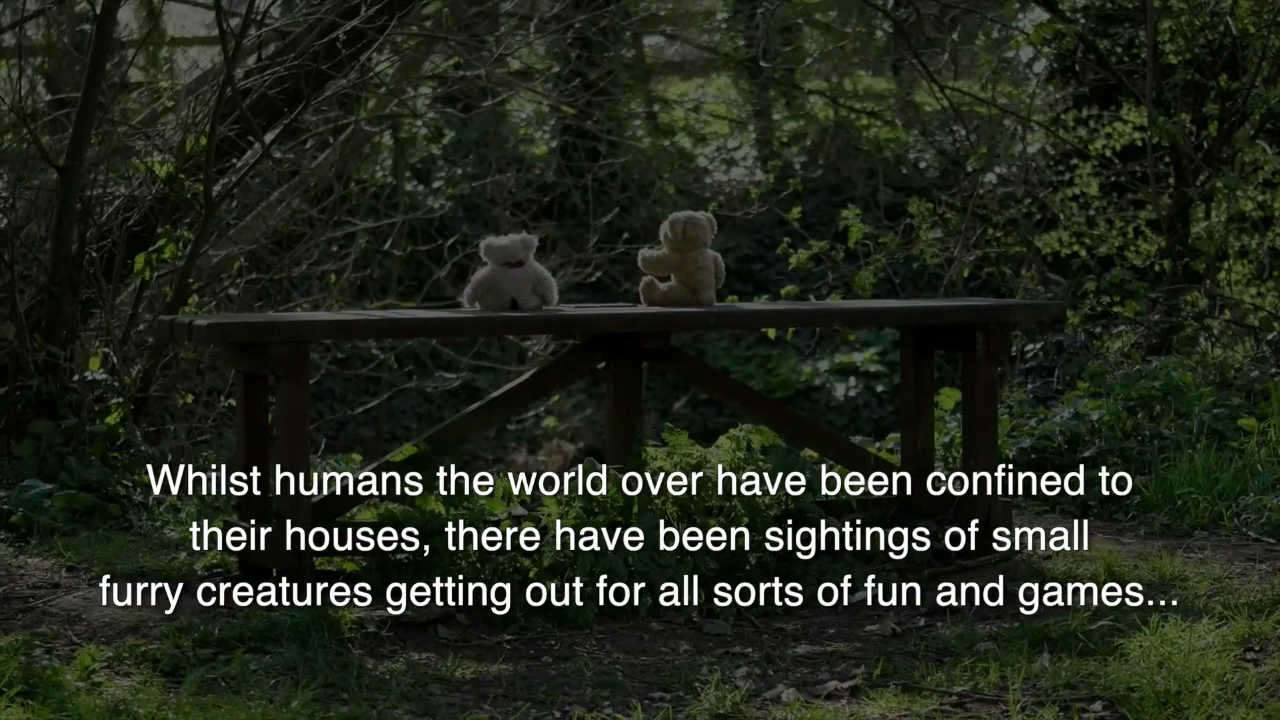 Whilst humans the world over have been confined to
their houses, there have been sightings of small
furry creatures getting out for all sorts of fun and games...